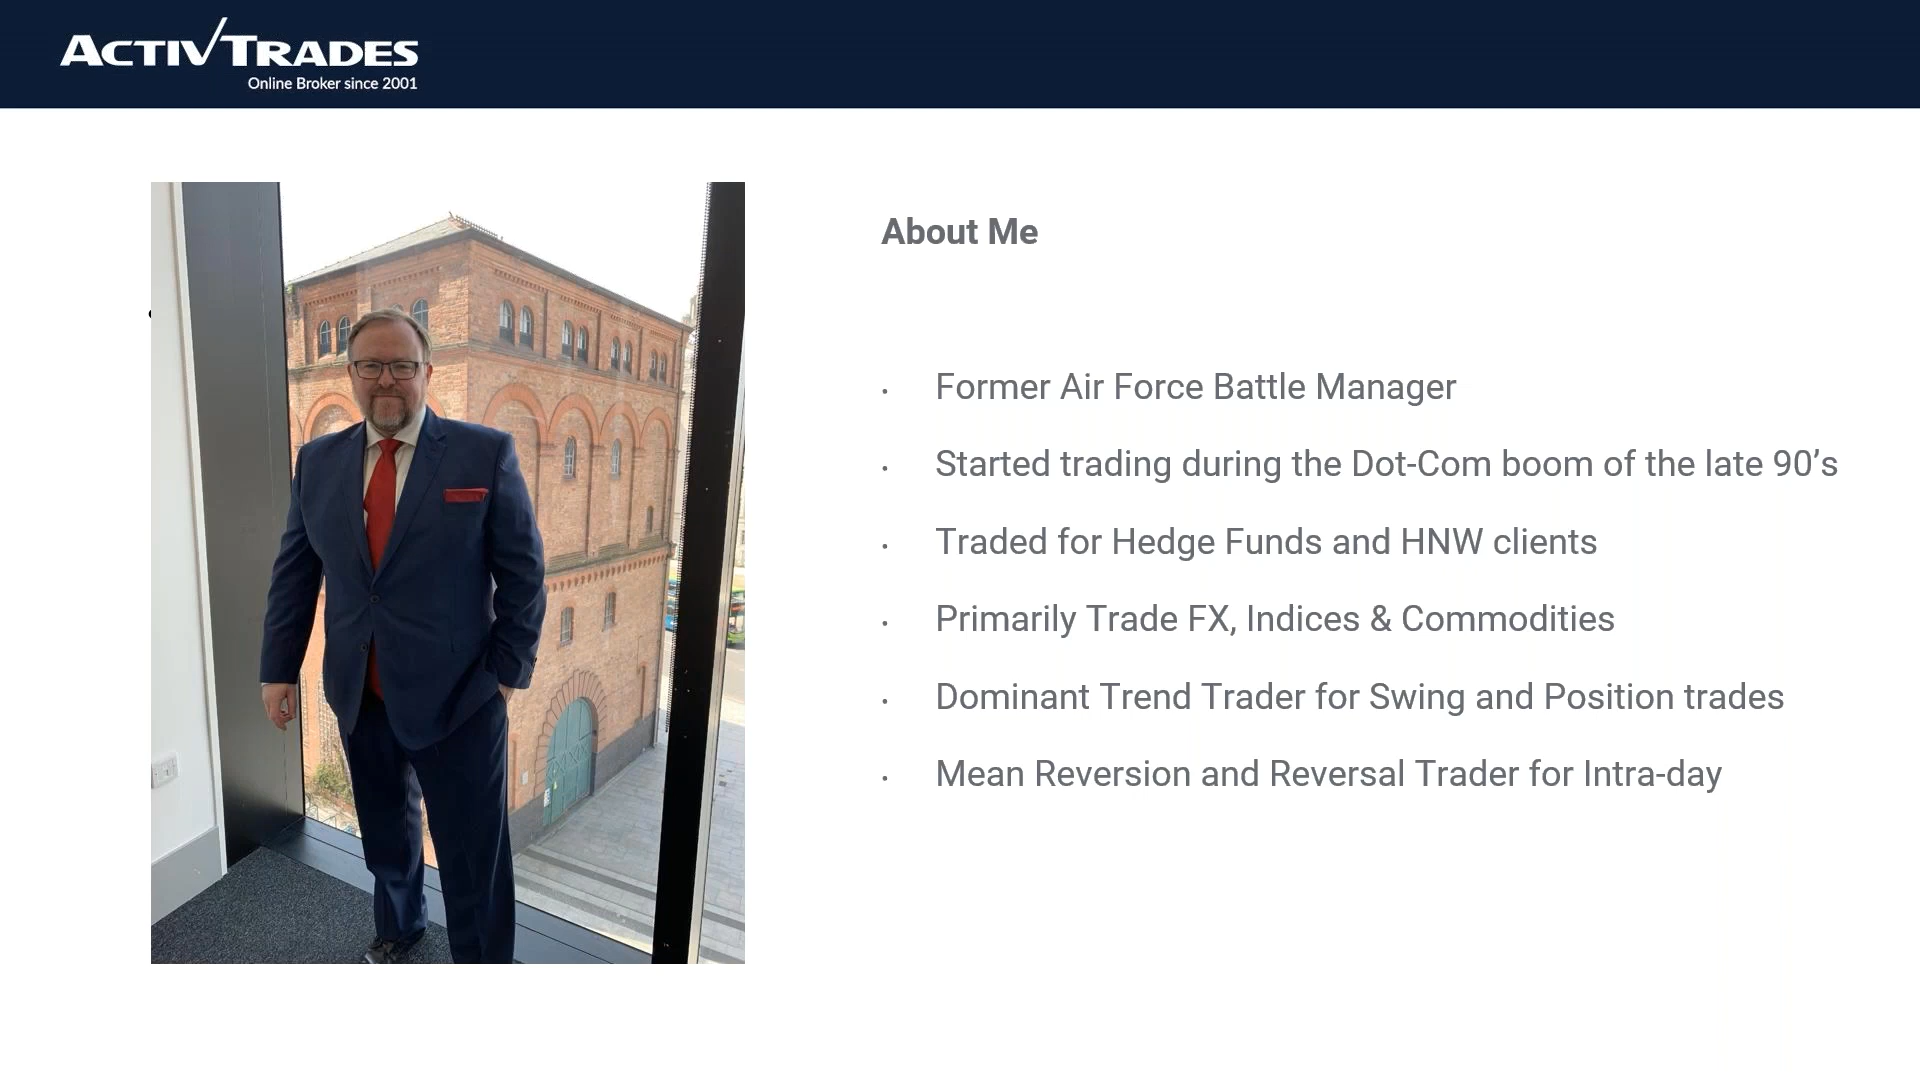 ACTIVTRADES
Online Broker since 2001
About Me
• Former Air Force Battle Manager
• Started trading during the Dot-Com boom of the late 90’s
• Traded for Hedge Funds and HNW clients
• Primarily Trade FX, Indices & Commodities
• Dominant Trend Trader for Swing and Position trades
• Mean Reversion and Reversal Trader for Intra-day